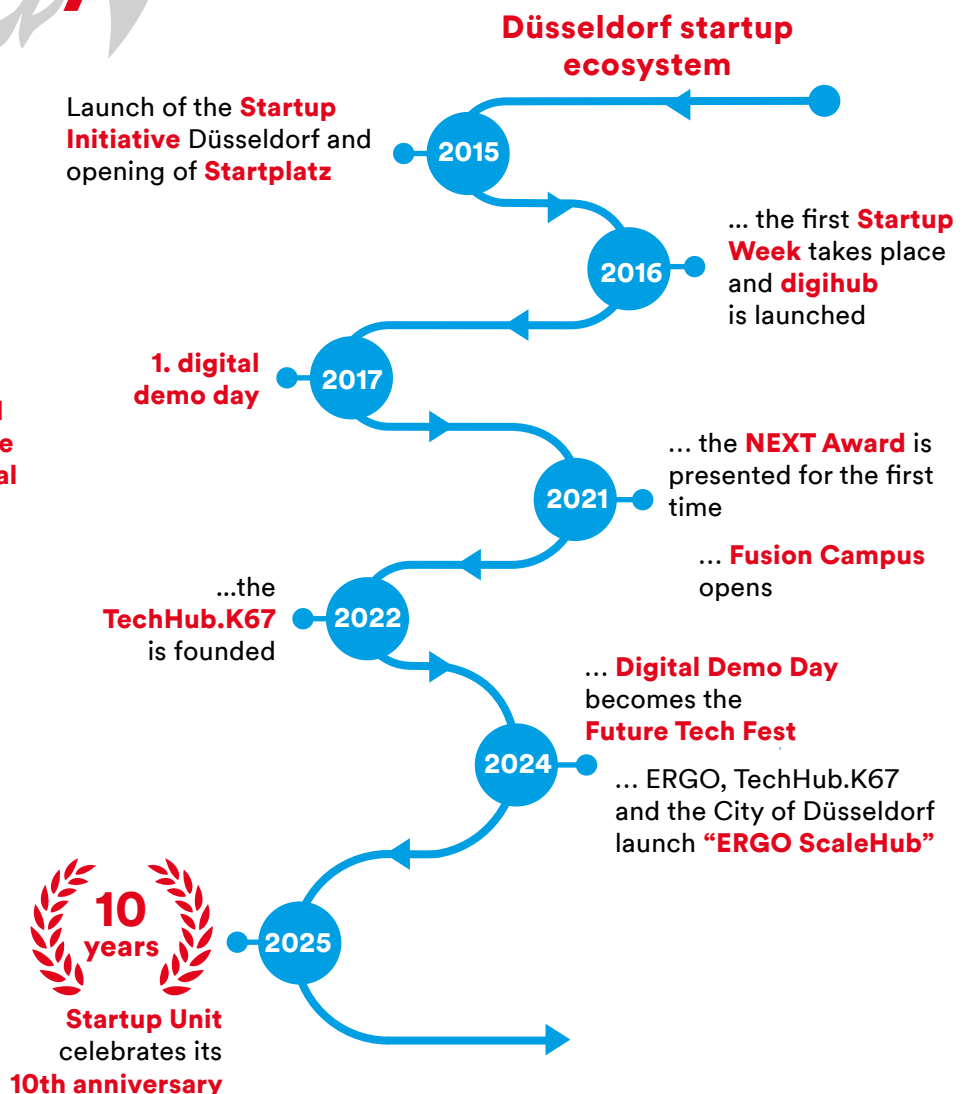 Düsseldorf startup
ecosystem
Launch of the Startup
Initiative Düsseldorf and
opening of Startplatz
2015
... the first Startup
Week takes place
and digihub
is launched
2016
1. digital
demo day
2017
... the NEXT Award is
presented for the first
time
... Fusion Campus
opens
2021
...the
TechHub.K67
is founded
2022
... Digital Demo Day
becomes the
Future Tech Fest
... ERGO, TechHub.K67
and the City of Düsseldorf
launch “ERGO ScaleHub”
2024
10
years
2025
Startup Unit
celebrates its
10th anniversary